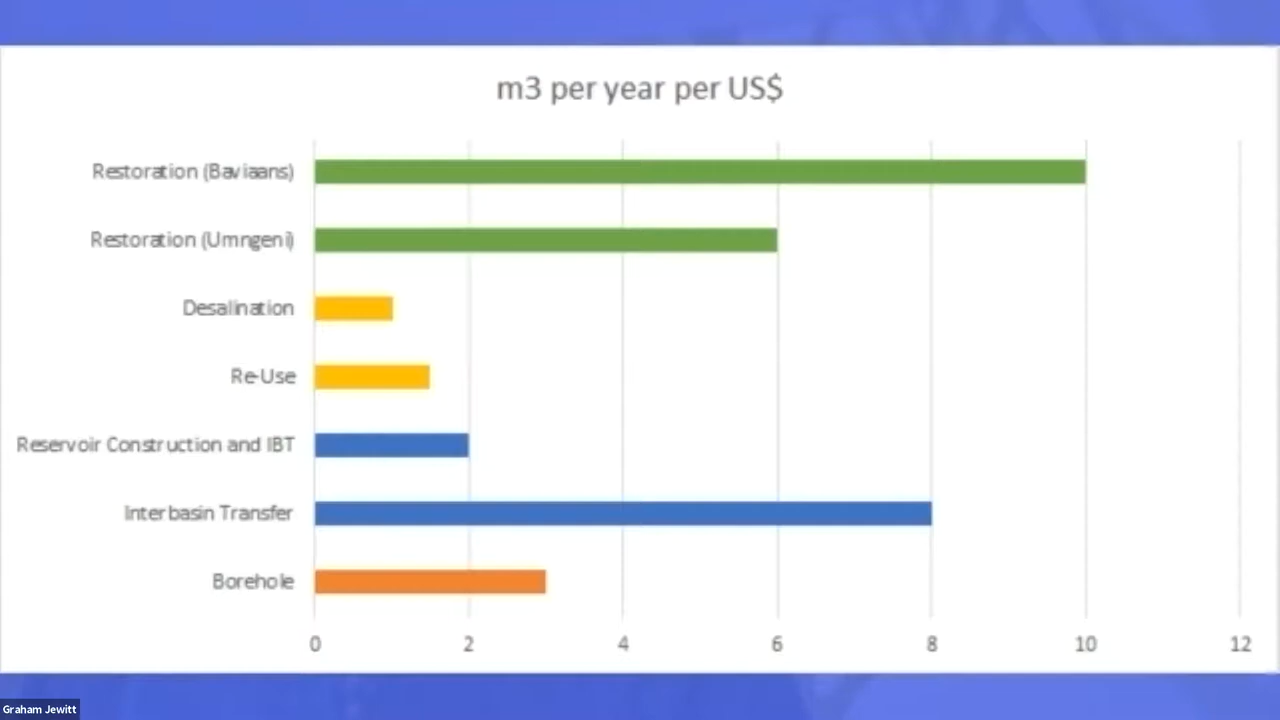 m3 per year per US$
Restoration (Baviaans)
Restoration (Umngeni)
Desalination
Re-Use
Reservoir Construction and IBT
Interbasin Transfer
Borehole
0 2 4 6 8 10 12
Graham Jewitt